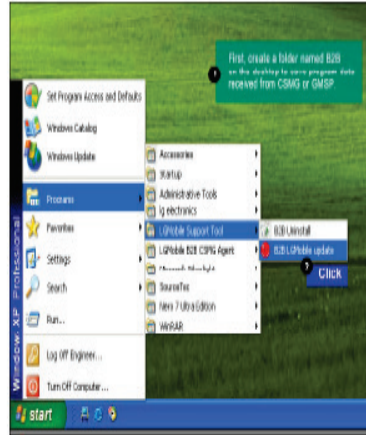 First, create a folder named B2B
on the desktop to save program data
received from CSMG or GMSP.
Set Program Access and Defaults
Windows Catalog
Windows Update
Programs
Favorites
Settings
Search
Run...
Log Off Engineer...
Turn Off Computer...
Windows XP Professional
Accessories
Startup
Administrative Tools
lg electronics
LGMobile Support Tool
LGMobile B2B CSMG Agent
Microsoft Silverlight
SourceTec
Nero 7 Ultra Edition
WinRAR
B2B Uninstall
B2B LGMobile update
Click
start